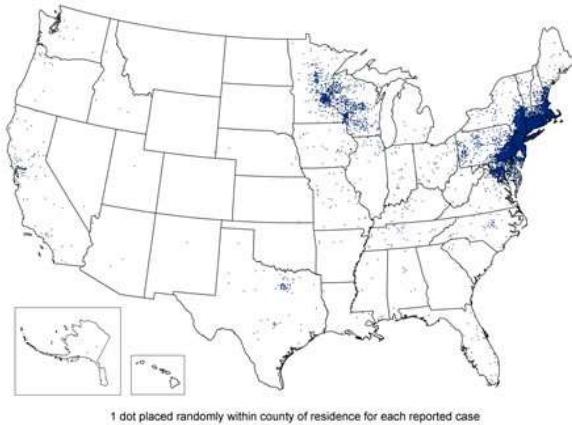 1 dot placed randomly within county of residence for each reported case